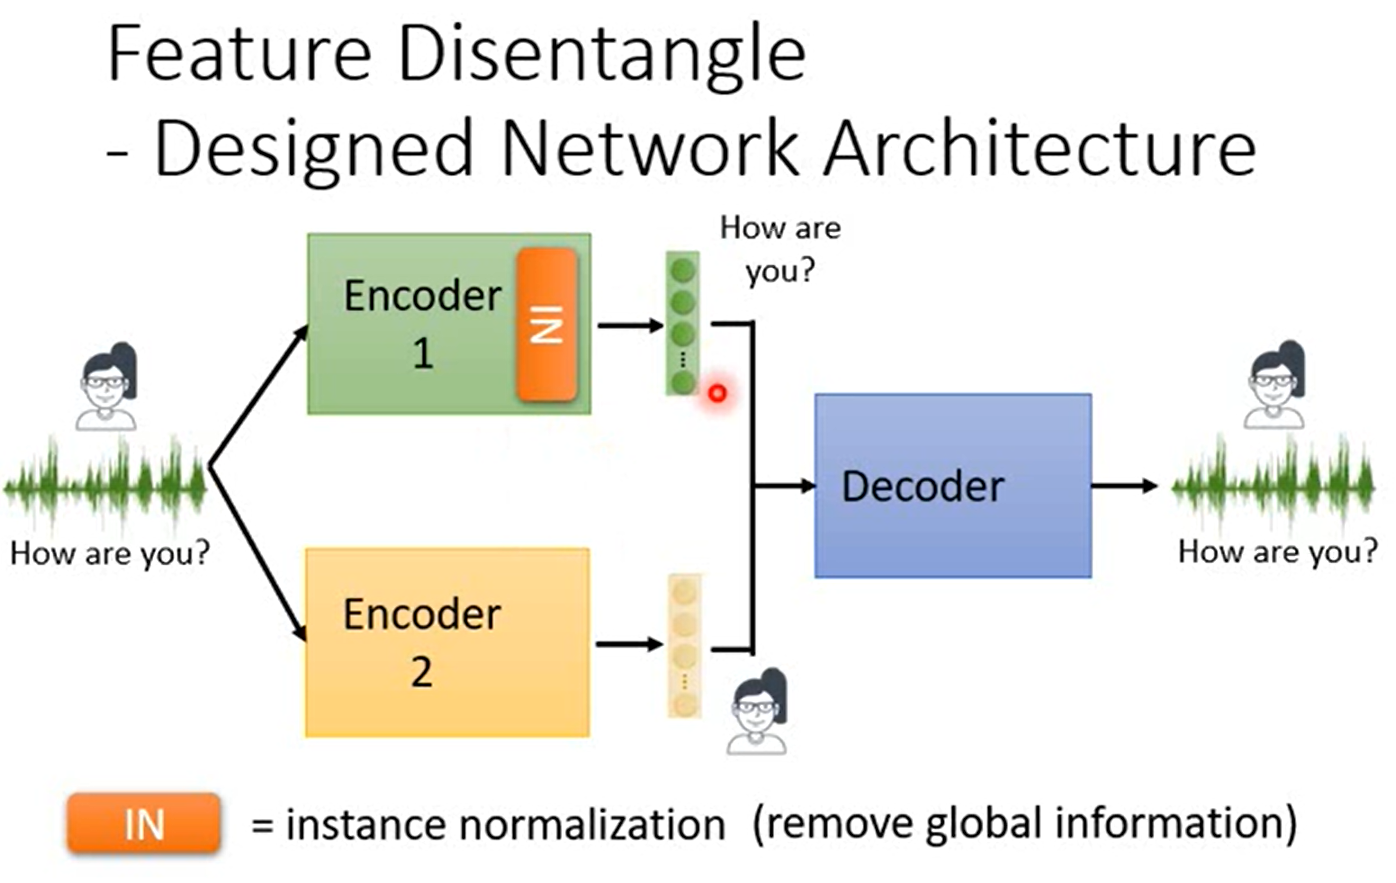 Feature Disentangle
- Designed Network Architecture
How are
you?
Encoder
1
IN
How are you?
Decoder
How are you?
Encoder
2
IN = instance normalization (remove global information)